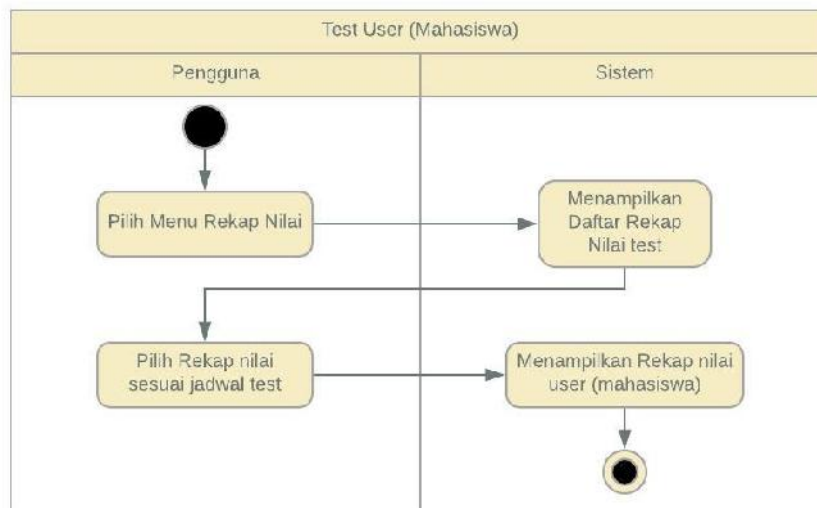 Test User (Mahasiswa)
Pengguna
Sistem
Pilih Menu Rekap Nilai
Menampilkan
Daftar Rekap
Nilai test
Pilih Rekap nilai
sesuai jadwal test
Menampilkan Rekap nilai
user (mahasiswa)